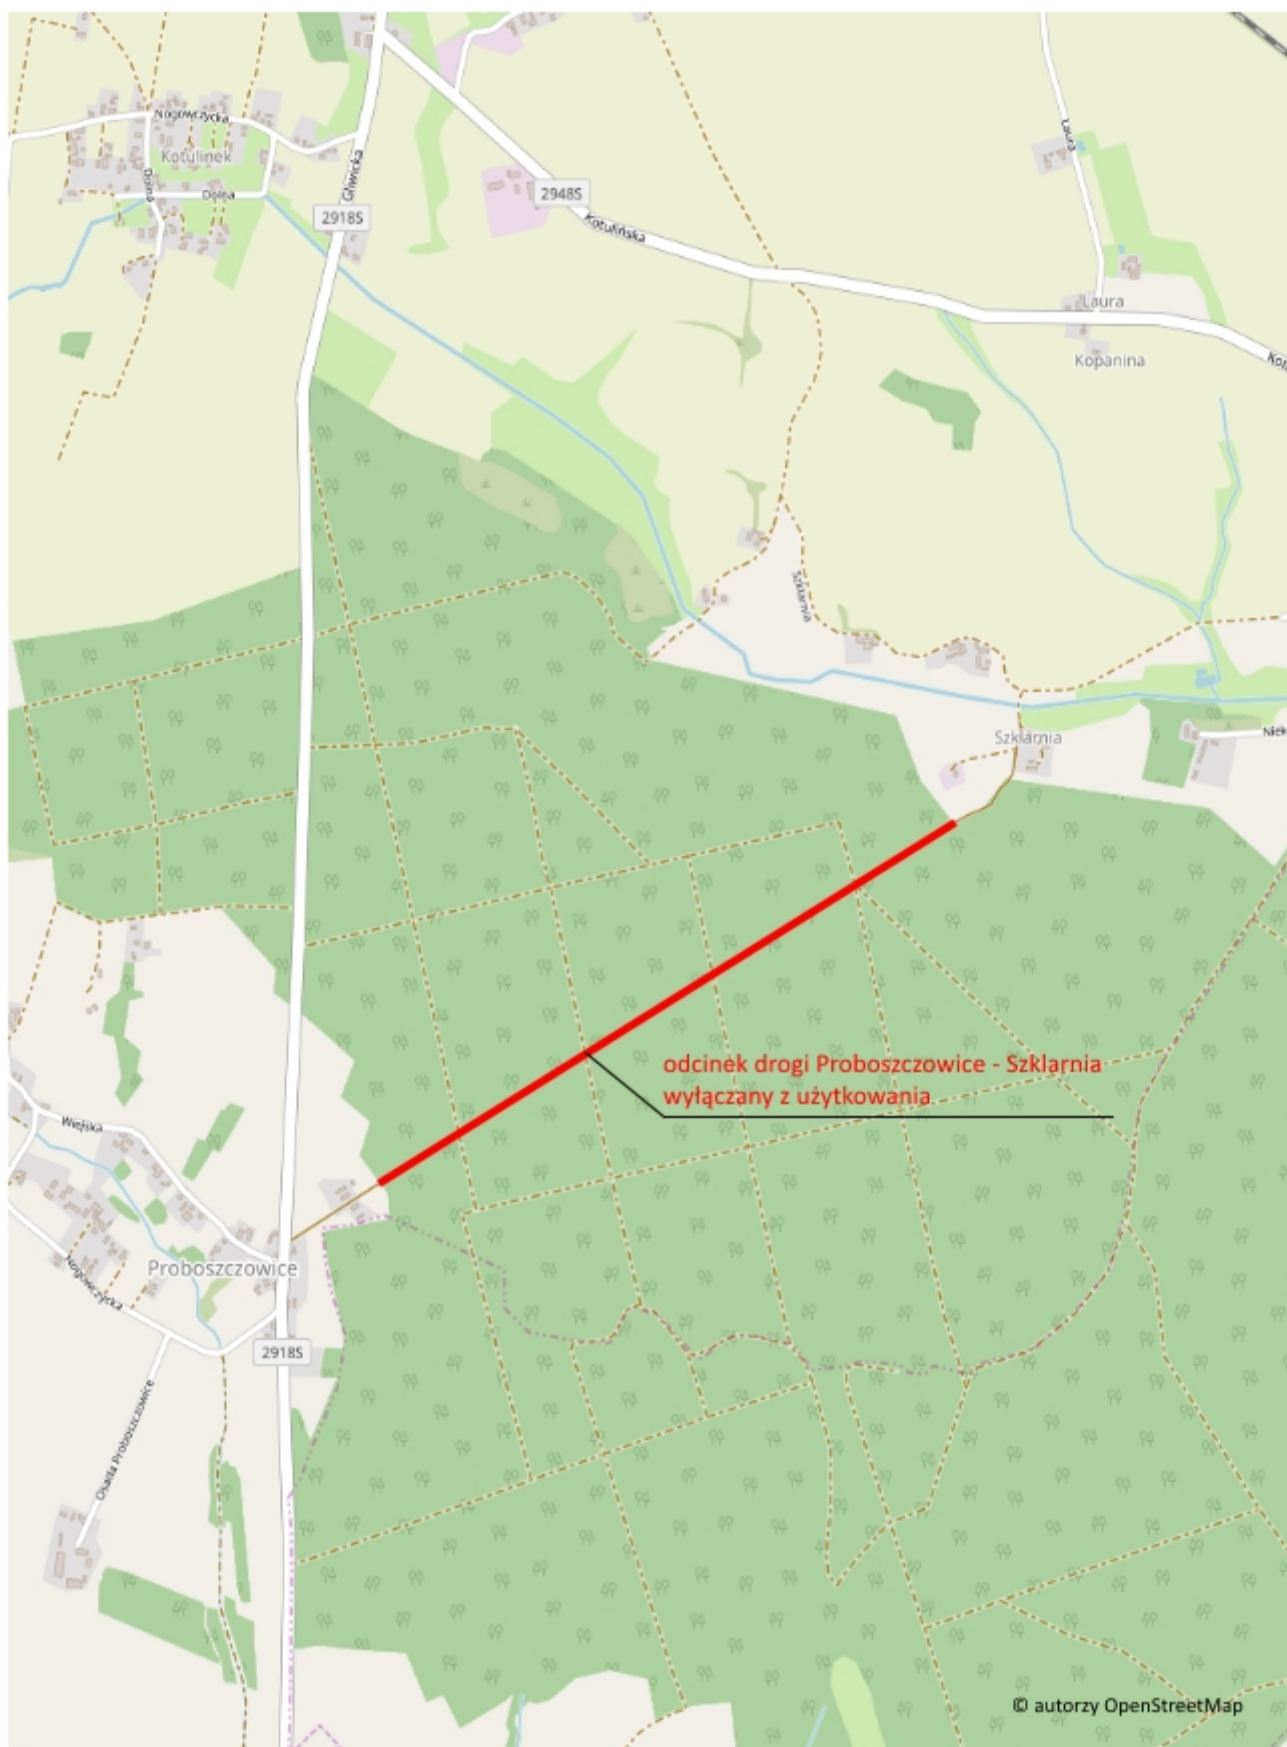 Nogowczycka
Kotulinek
Dolna
Dolna
Gliwicka
2918S
2948S
Kotulińska
Laura
Laura
Kopanina
Szklarnia
Szklarnia
odcinek drogi Proboszczowice - Szklarnia
wyłączany z użytkowania
Wiejska
Proboszczowice
Nogowczycka
2918S
Osada Proboszczowice
© autorzy OpenStreetMap